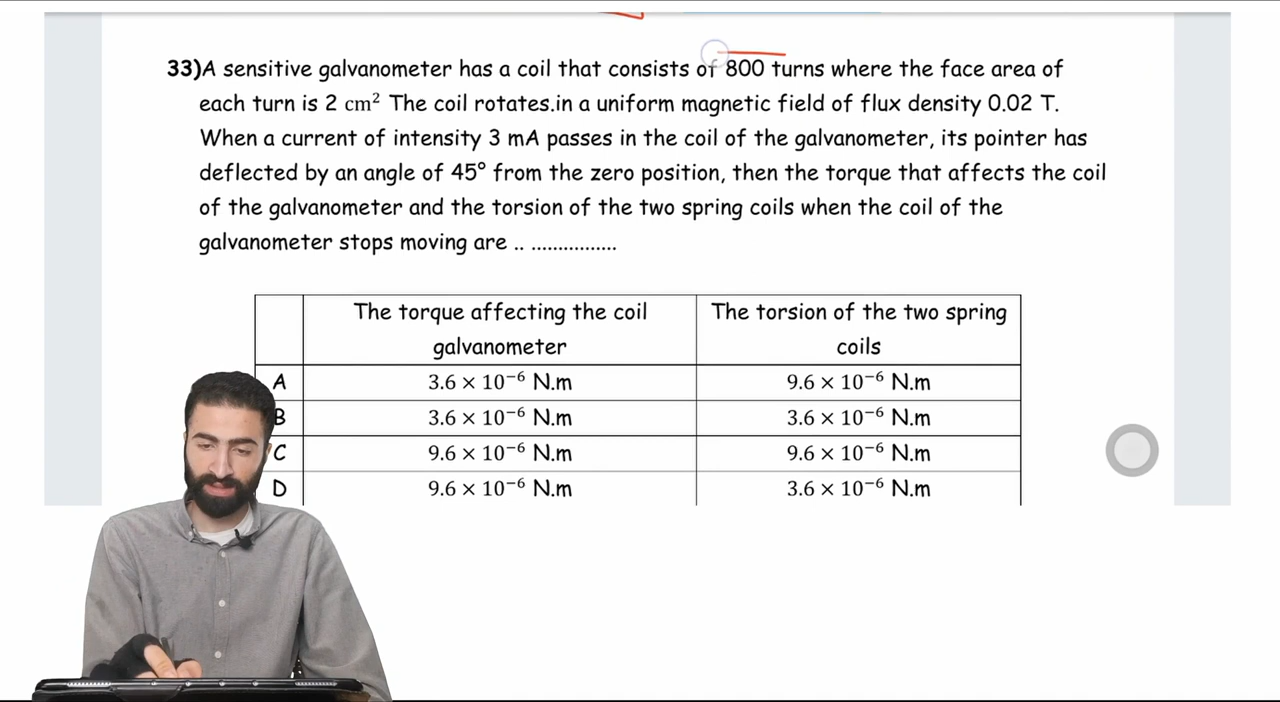 33)A sensitive galvanometer has a coil that consists of 800 turns where the face area of
each turn is 2 cm² The coil rotates.in a uniform magnetic field of flux density 0.02 T.
When a current of intensity 3 mA passes in the coil of the galvanometer, its pointer has
deflected by an angle of 45° from the zero position, then the torque that affects the coil
of the galvanometer and the torsion of the two spring coils when the coil of the
galvanometer stops moving are .. ................
The torque affecting the coil galvanometer
The torsion of the two spring coils
A 3.6 × 10⁻⁶ N.m 9.6 × 10⁻⁶ N.m
B 3.6 × 10⁻⁶ N.m 3.6 × 10⁻⁶ N.m
C 9.6 × 10⁻⁶ N.m 9.6 × 10⁻⁶ N.m
D 9.6 × 10⁻⁶ N.m 3.6 × 10⁻⁶ N.m